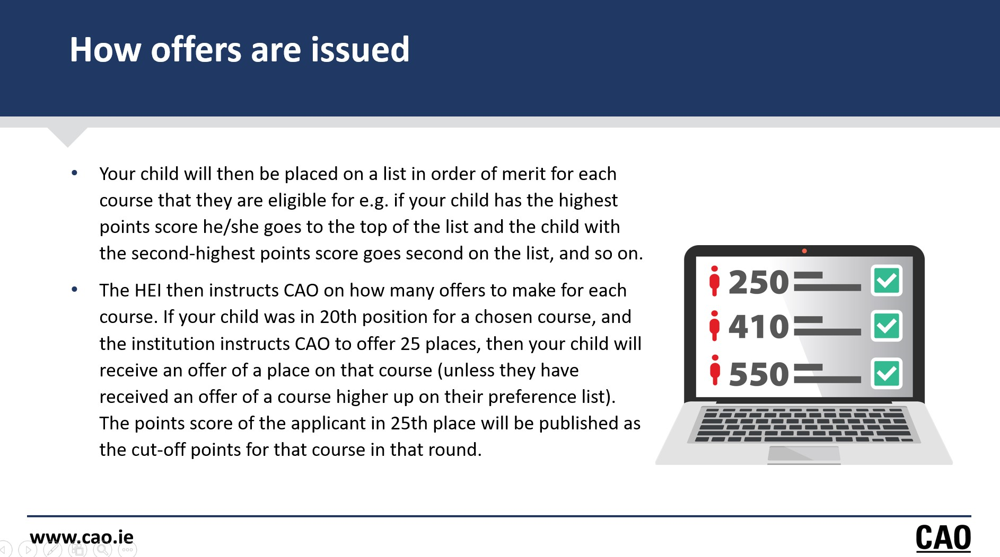 How offers are issued
• Your child will then be placed on a list in order of merit for each
course that they are eligible for e.g. if your child has the highest
points score he/she goes to the top of the list and the child with
the second-highest points score goes second on the list, and so on.
• The HEI then instructs CAO on how many offers to make for each
course. If your child was in 20th position for a chosen course, and
the institution instructs CAO to offer 25 places, then your child will
receive an offer of a place on that course (unless they have
received an offer of a course higher up on their preference list).
The points score of the applicant in 25th place will be published as
the cut-off points for that course in that round.
250
410
550
www.cao.ie
CAO